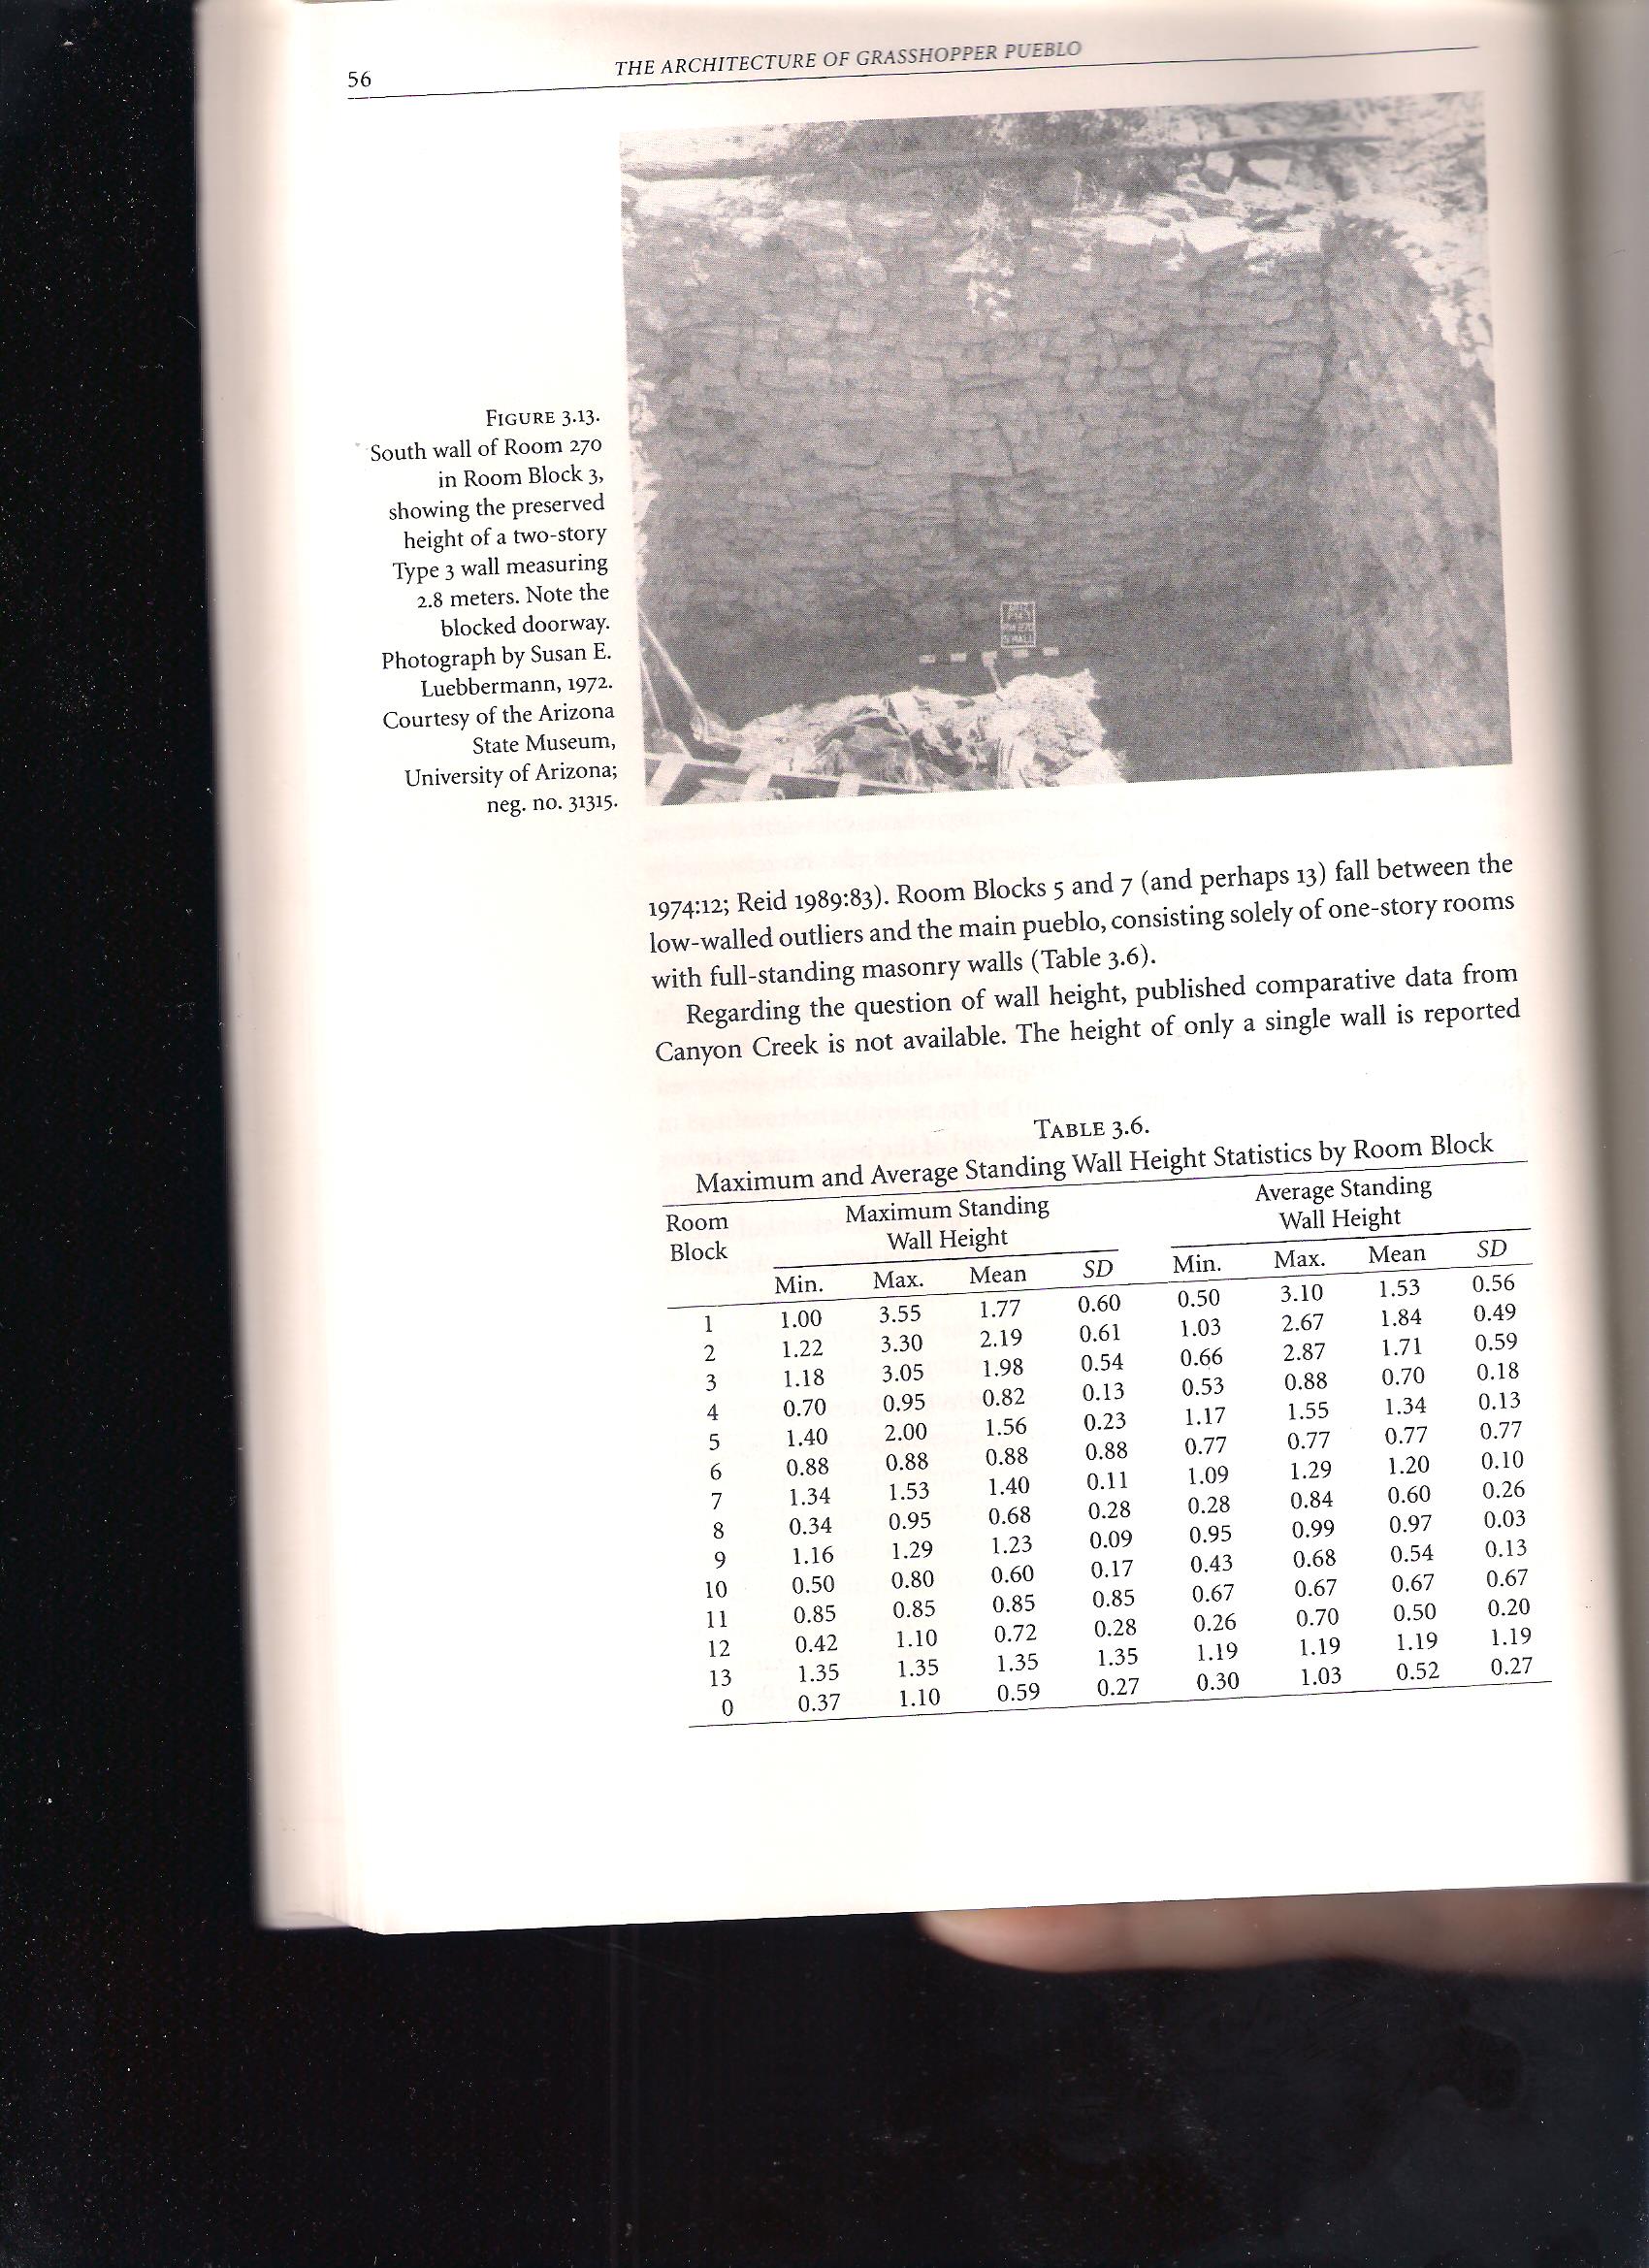 56
THE ARCHITECTURE OF GRASSHOPPER PUEBLO
FIGURE 3.13.
South wall of Room 270
in Room Block 3,
showing the preserved
height of a two-story
Type 3 wall measuring
2.8 meters. Note the
blocked doorway.
Photograph by Susan E.
Luebbermann, 1972.
Courtesy of the Arizona
State Museum,
University of Arizona;
neg. no. 31315.
1974:12; Reid 1989:83). Room Blocks 5 and 7 (and perhaps 13) fall between the
low-walled outliers and the main pueblo, consisting solely of one-story rooms
with full-standing masonry walls (Table 3.6).
Regarding the question of wall height, published comparative data from
Canyon Creek is not available. The height of only a single wall is reported
TABLE 3.6.
Maximum and Average Standing Wall Height Statistics by Room Block
Room Maximum Standing Average Standing
Block Wall Height Wall Height
Min. Max. Mean SD Min. Max. Mean SD
1 1.00 3.55 1.77 0.60 0.50 3.10 1.53 0.56
2 1.22 3.30 2.19 0.61 1.03 2.67 1.84 0.49
3 1.18 3.05 1.98 0.54 0.66 2.87 1.71 0.59
4 0.70 0.95 0.82 0.13 0.53 0.88 0.70 0.18
5 1.40 2.00 1.56 0.23 1.17 1.55 1.34 0.13
6 0.88 0.88 0.88 0.88 0.77 0.77 0.77 0.77
7 1.34 1.53 1.40 0.11 1.09 1.29 1.20 0.10
8 0.34 0.95 0.68 0.28 0.28 0.84 0.60 0.26
9 1.16 1.29 1.23 0.09 0.95 0.99 0.97 0.03
10 0.50 0.80 0.60 0.17 0.43 0.68 0.54 0.13
11 0.85 0.85 0.85 0.85 0.67 0.67 0.67 0.67
12 0.42 1.10 0.72 0.28 0.26 0.70 0.50 0.20
13 1.35 1.35 1.35 1.35 1.19 1.19 1.19 1.19
0 0.37 1.10 0.59 0.27 0.30 1.03 0.52 0.27